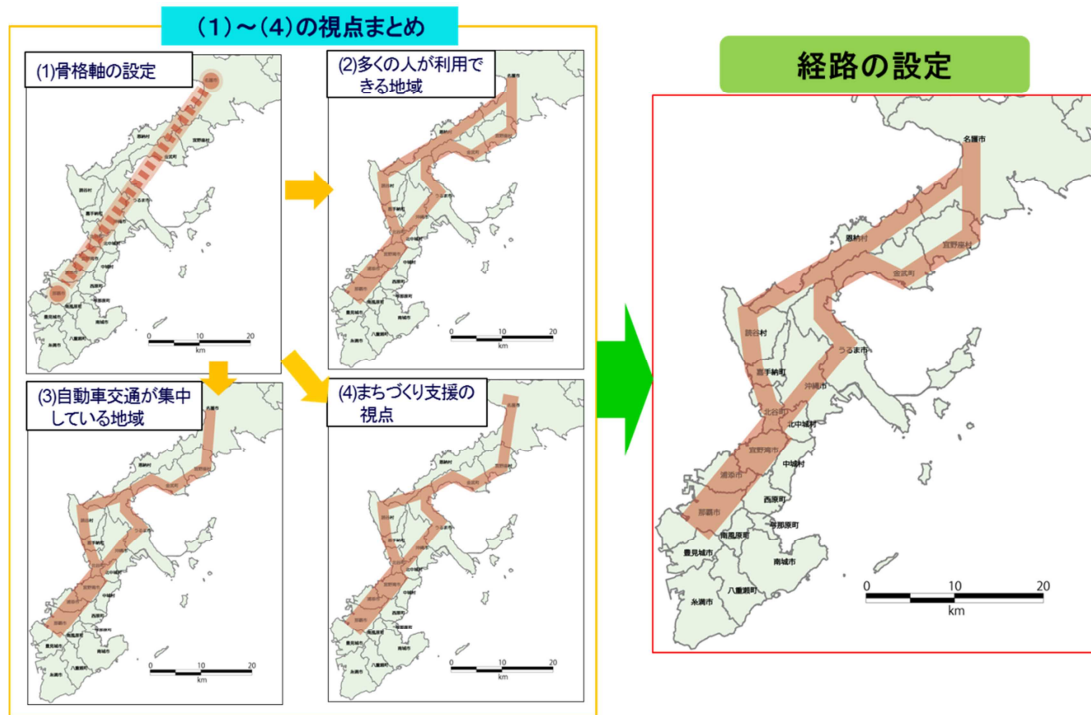 (1)～(4)の視点まとめ
(1)骨格軸の設定
(2)多くの人が利用で
きる地域
(3)自動車交通が集中
している地域
(4)まちづくり支援の
視点
経路の設定
名護市
恩納村
宜野座村
金武町
読谷村
うるま市
嘉手納町
沖縄市
北谷町
北中城村
宜野湾市
中城村
浦添市
西原町
那覇市
与那原町
南風原町
豊見城市
南城市
八重瀬町
糸満市
0 10 20
km